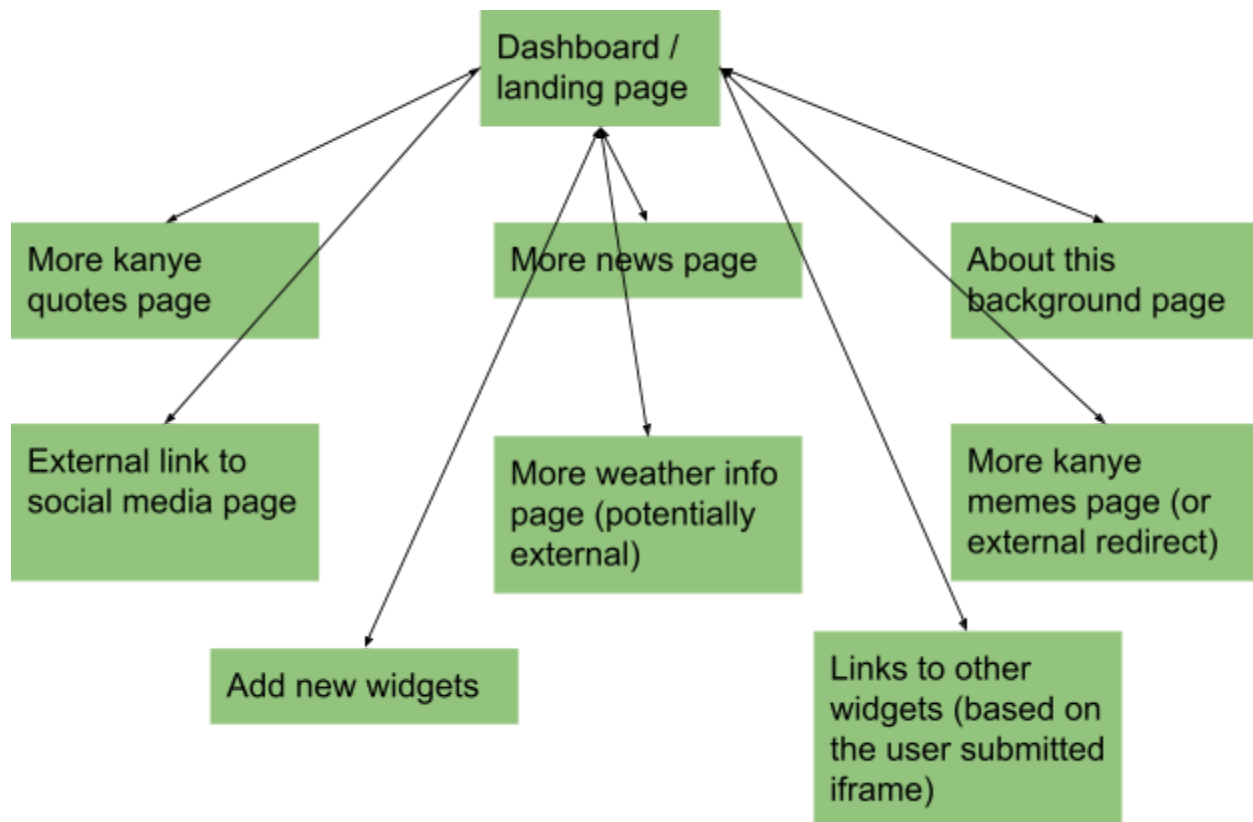 Dashboard /
landing page
More kanye
quotes page
More news page
About this
background page
External link to
social media page
More weather info
page (potentially
external)
More kanye
memes page (or
external redirect)
Add new widgets
Links to other
widgets (based on
the user submitted
iframe)